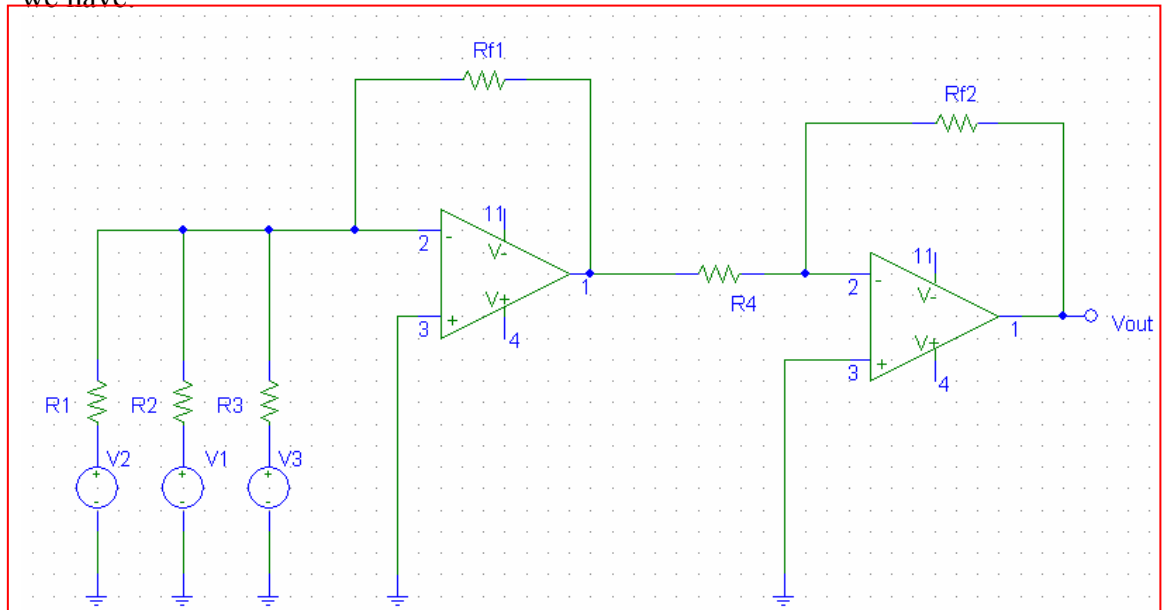 we have:
Rf1
Rf2
11
2
-
V-
V+
1
3
+
4
R4
11
2
-
V-
V+
1
Vout
3
+
4
R1
R2
R3
V2
V1
V3
+
-
+
-
+
-